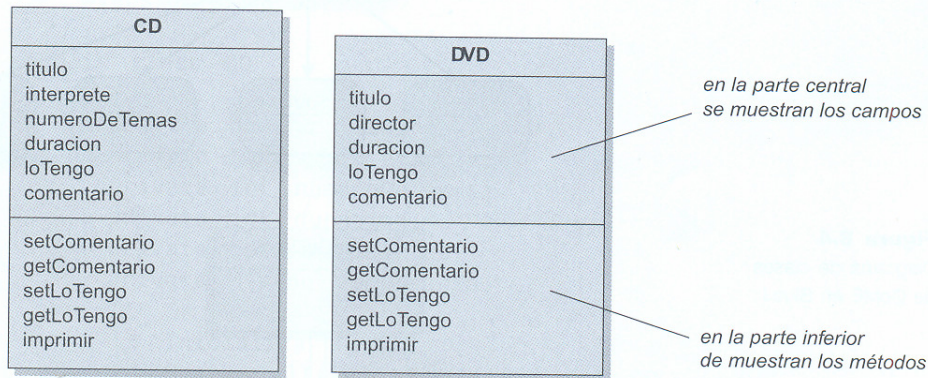 CD
titulo
interprete
numeroDeTemas
duracion
loTengo
comentario
setComentario
getComentario
setLoTengo
getLoTengo
imprimir
DVD
titulo
director
duracion
loTengo
comentario
setComentario
getComentario
setLoTengo
getLoTengo
imprimir
en la parte central
se muestran los campos
en la parte inferior
de muestran los métodos